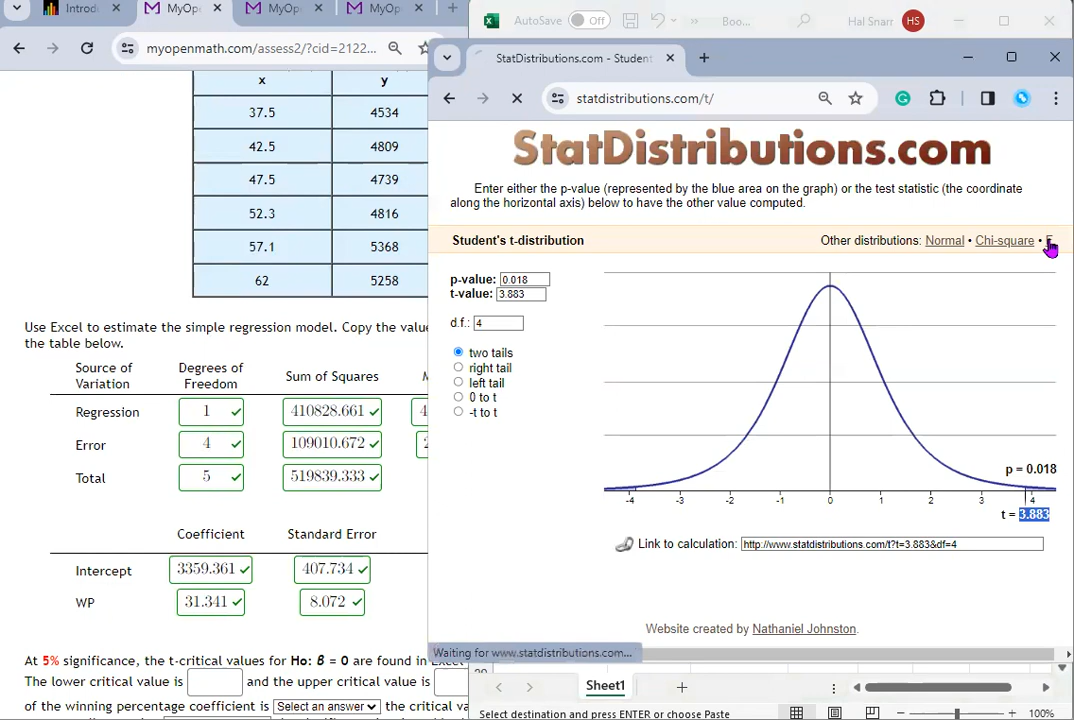 Introdu
MyOpe
MyOpe
MyOp
AutoSave Off Boo... Hal Snarr HS
myopenmath.com/assess2/?cid=2122...
StatDistributions.com - Student
statdistributions.com/t/
x y
37.5 4534
42.5 4809
47.5 4739
52.3 4816
57.1 5368
62 5258
Use Excel to estimate the simple regression model. Copy the valu
the table below.
Source of Variation Degrees of Freedom Sum of Squares M
Regression 1 410828.661 4
Error 4 109010.672 2
Total 5 519839.333
Coefficient Standard Error
Intercept 3359.361 407.734
WP 31.341 8.072
At 5% significance, the t-critical values for Ho: β = 0 are found in Excel
The lower critical value is and the upper critical value is
of the winning percentage coefficient is Select an answer the critical va
StatDistributions.com
Enter either the p-value (represented by the blue area on the graph) or the test statistic (the coordinate
along the horizontal axis) below to have the other value computed.
Student's t-distribution Other distributions: Normal • Chi-square • F
p-value: 0.018
t-value: 3.883
d.f.: 4
two tails
right tail
left tail
0 to t
-t to t
p = 0.018
-4 -3 -2 -1 0 1 2 3 4
t = 3.883
Link to calculation: http://www.statdistributions.com/t?t=3.883&df=4
Website created by Nathaniel Johnston.
Waiting for www.statdistributions.com...
Sheet1
Select destination and press ENTER or choose Paste 100%